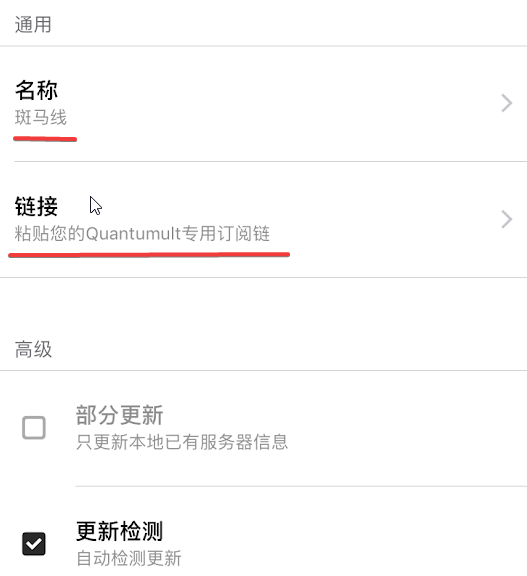 通用
名称
斑马线
链接
粘贴您的Quantumult专用订阅链
高级
部分更新
只更新本地已有服务器信息
更新检测
自动检测更新